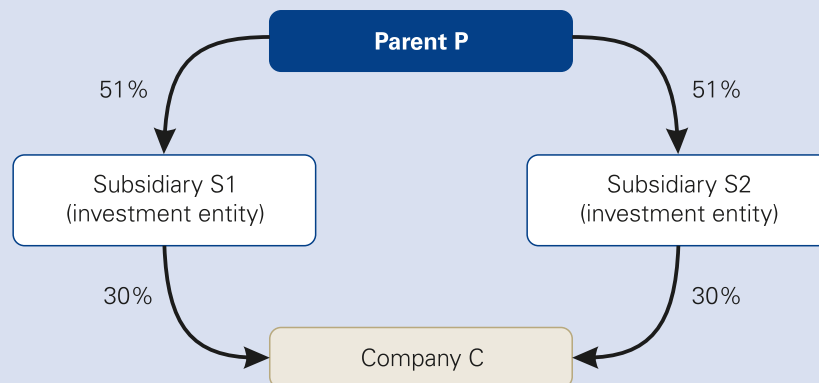 Parent P
51%
51%
Subsidiary S1
(investment entity)
Subsidiary S2
(investment entity)
30%
30%
Company C